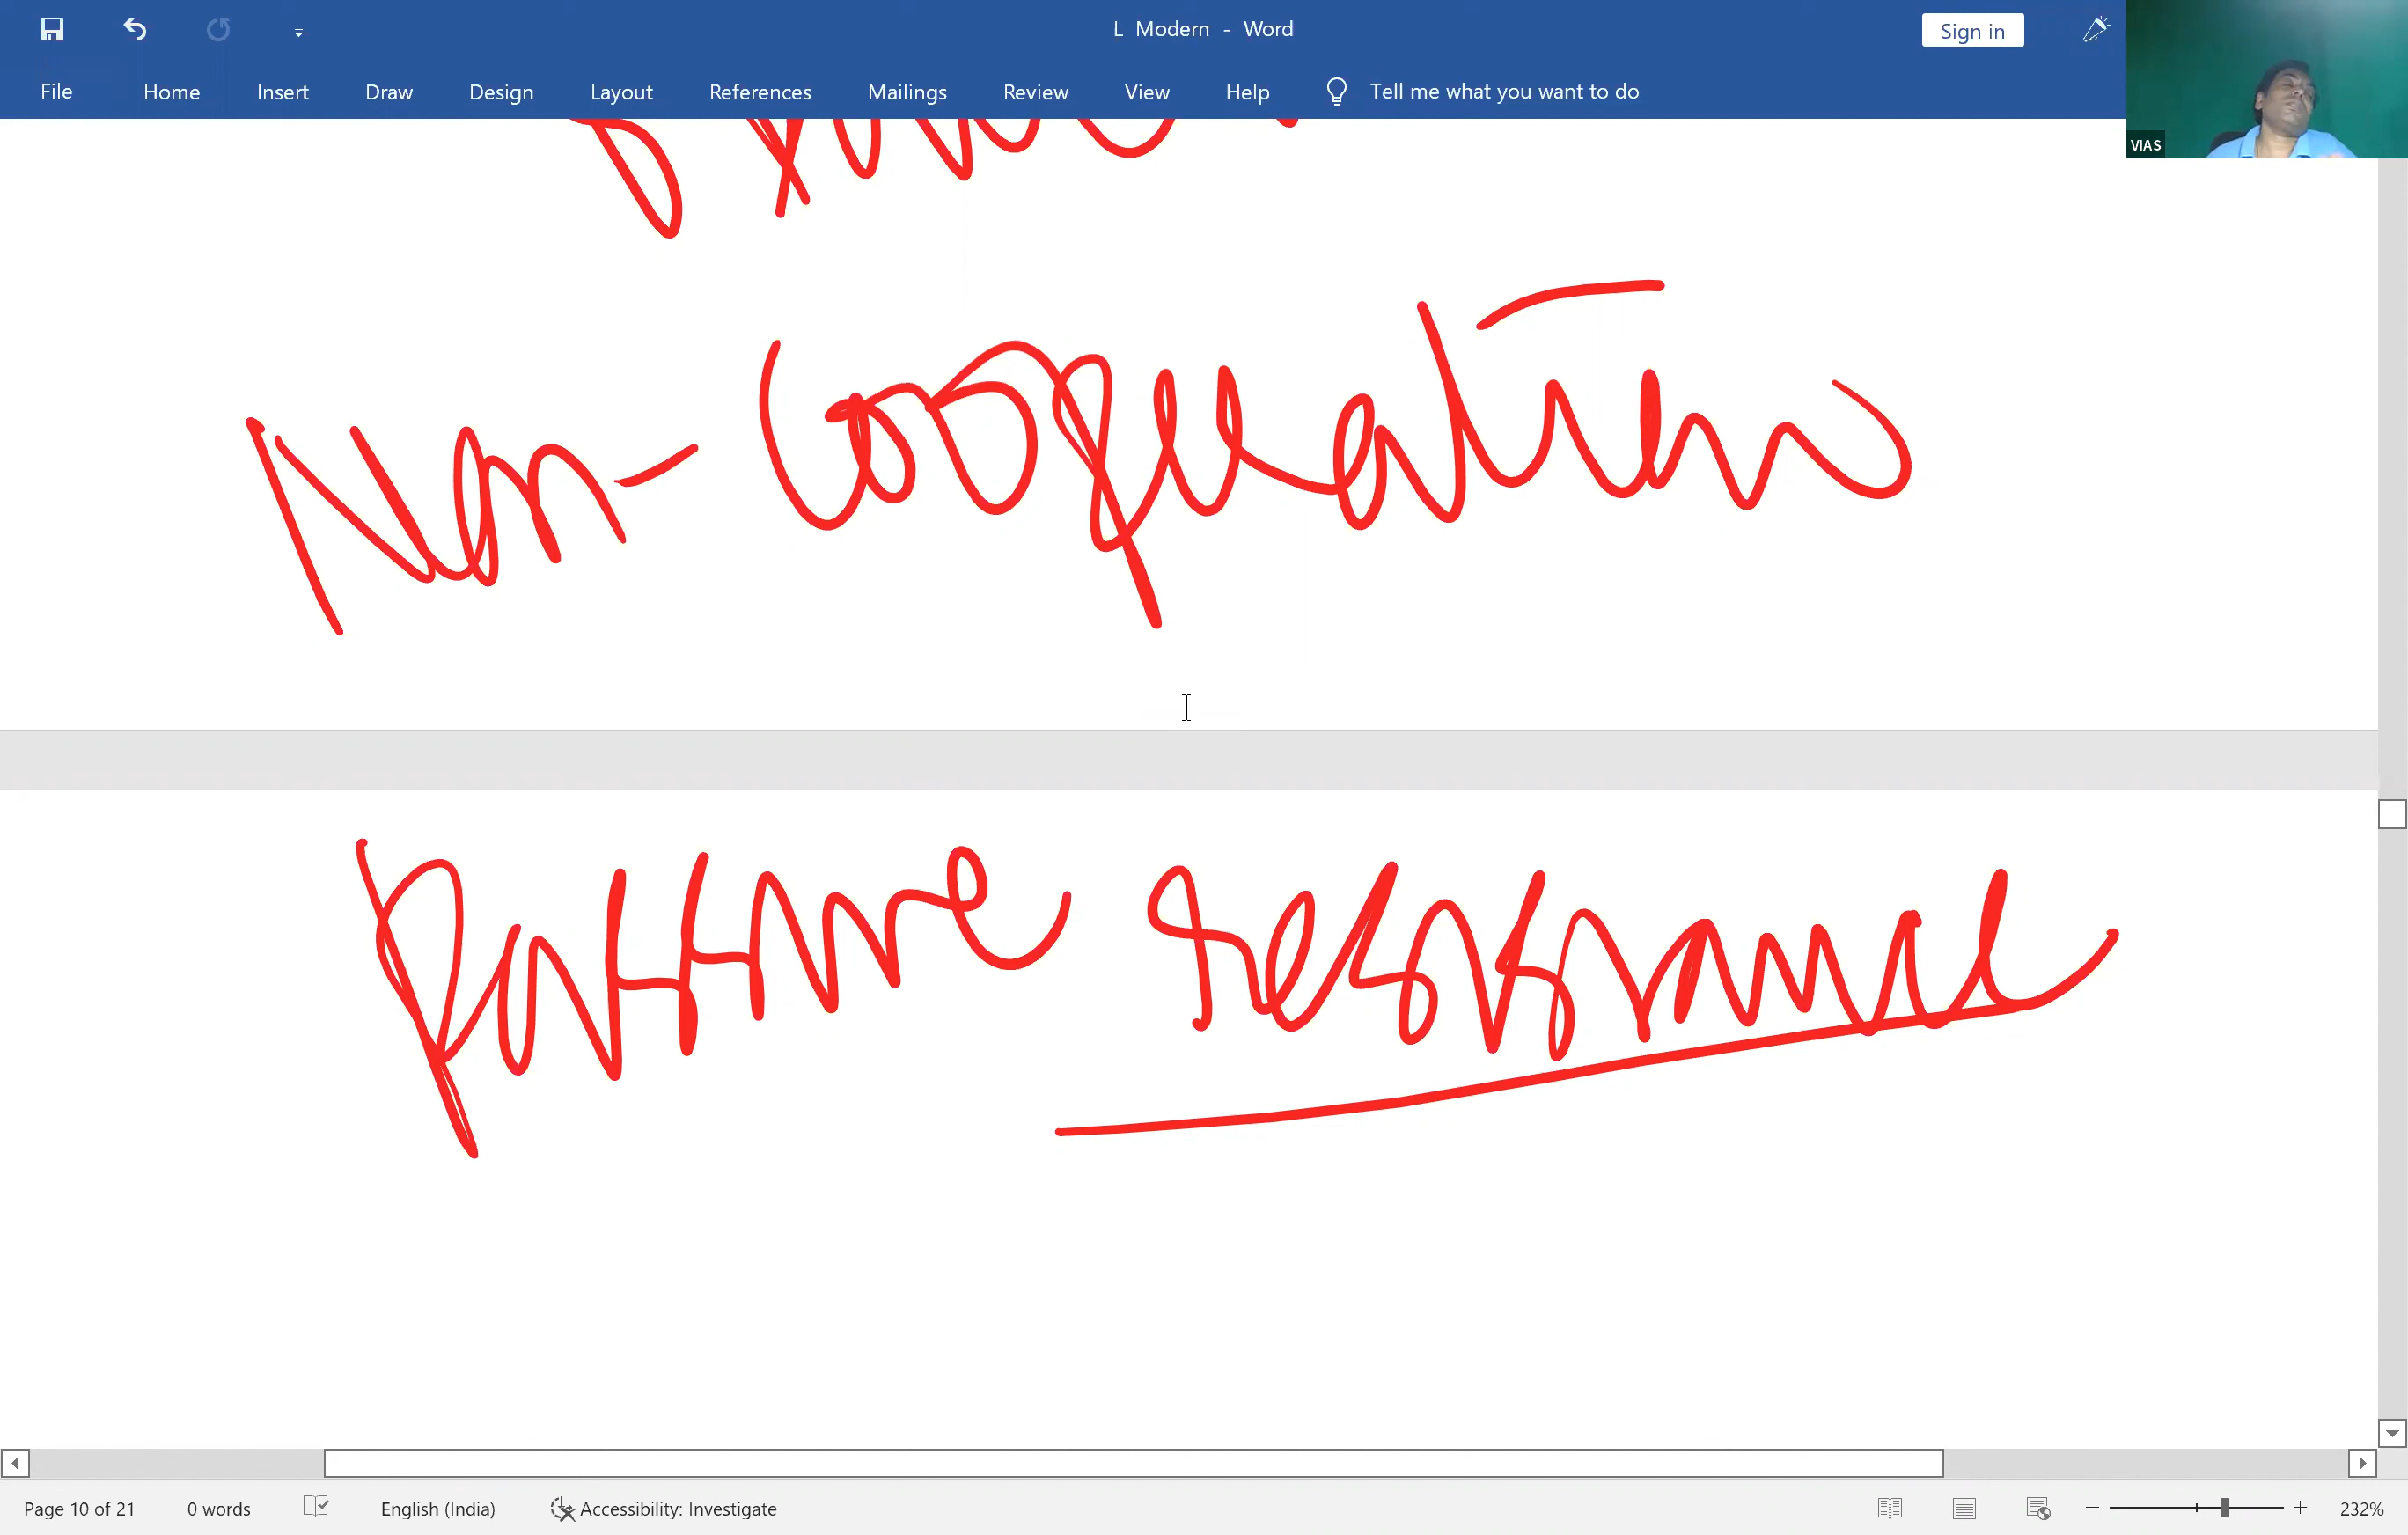 L Modern - Word
Sign in
File Home Insert Draw Design Layout References Mailings Review View Help Tell me what you want to do
VIAS
Non-Cooperation
Passive resistance
Page 10 of 21 0 words English (India) Accessibility: Investigate 232%